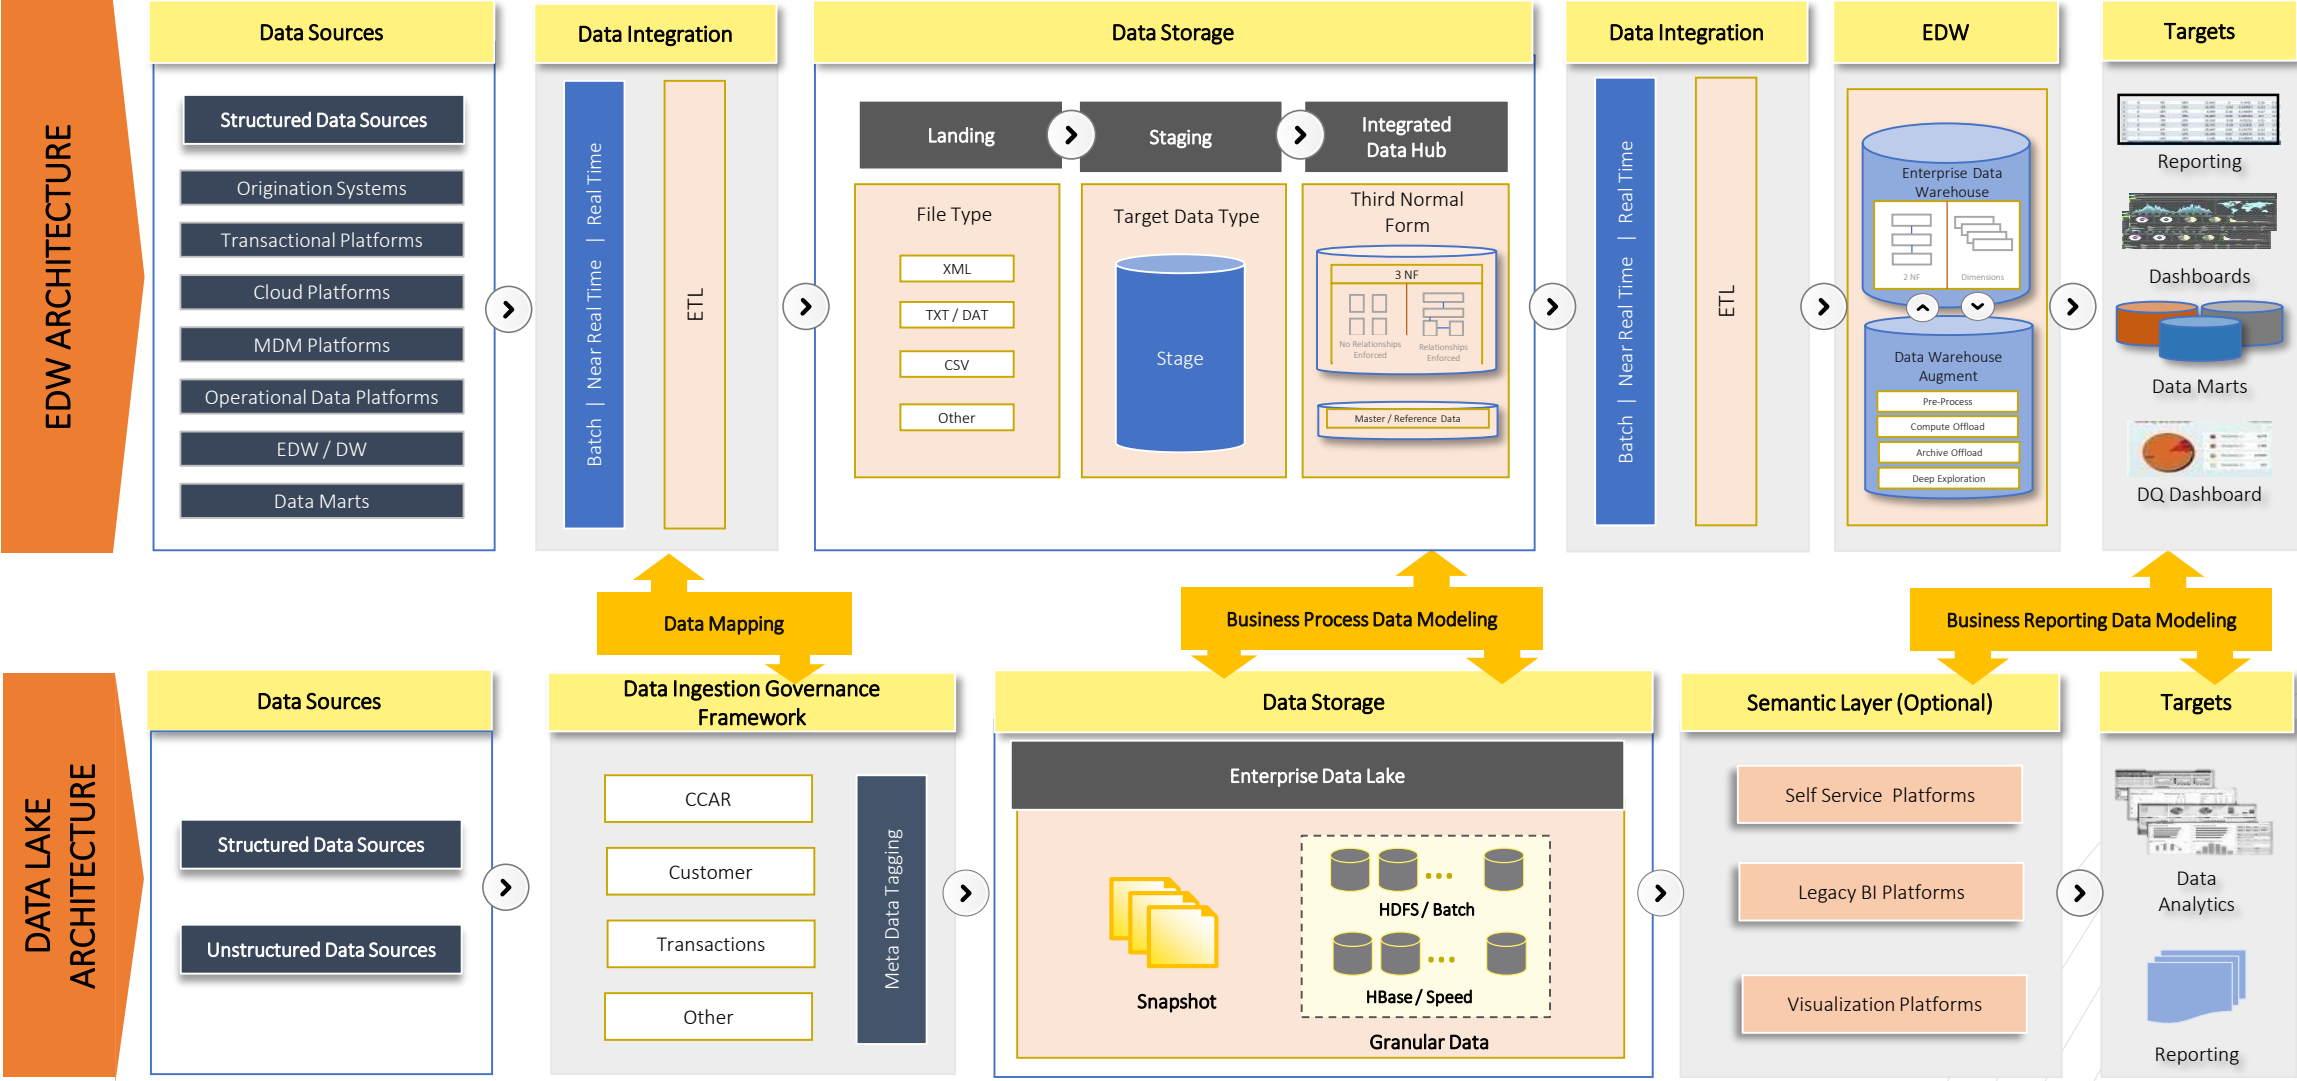 EDW ARCHITECTURE
Data Sources
Structured Data Sources
Origination Systems
Transactional Platforms
Cloud Platforms
MDM Platforms
Operational Data Platforms
EDW / DW
Data Marts
Data Integration
Batch | Near Real Time | Real Time
ETL
Data Storage
Landing
Staging
Integrated
Data Hub
File Type
XML
TXT / DAT
CSV
Other
Target Data Type
Stage
Third Normal
Form
3 NF
No Relationships
Enforced
Relationships
Enforced
Master / Reference Data
Data Integration
Batch | Near Real Time | Real Time
ETL
EDW
Enterprise Data
Warehouse
2 NF
Dimensions
Data Warehouse
Augment
Pre-Process
Compute Offload
Archive Offload
Deep Exploration
Targets
Reporting
Dashboards
Data Marts
DQ Dashboard
Data Mapping
Business Process Data Modeling
Business Reporting Data Modeling
DATA LAKE
ARCHITECTURE
Data Sources
Structured Data Sources
Unstructured Data Sources
Data Ingestion Governance
Framework
CCAR
Customer
Transactions
Other
Meta Data Tagging
Data Storage
Enterprise Data Lake
Snapshot
HDFS / Batch
HBase / Speed
Granular Data
Semantic Layer (Optional)
Self Service Platforms
Legacy BI Platforms
Visualization Platforms
Targets
Data
Analytics
Reporting